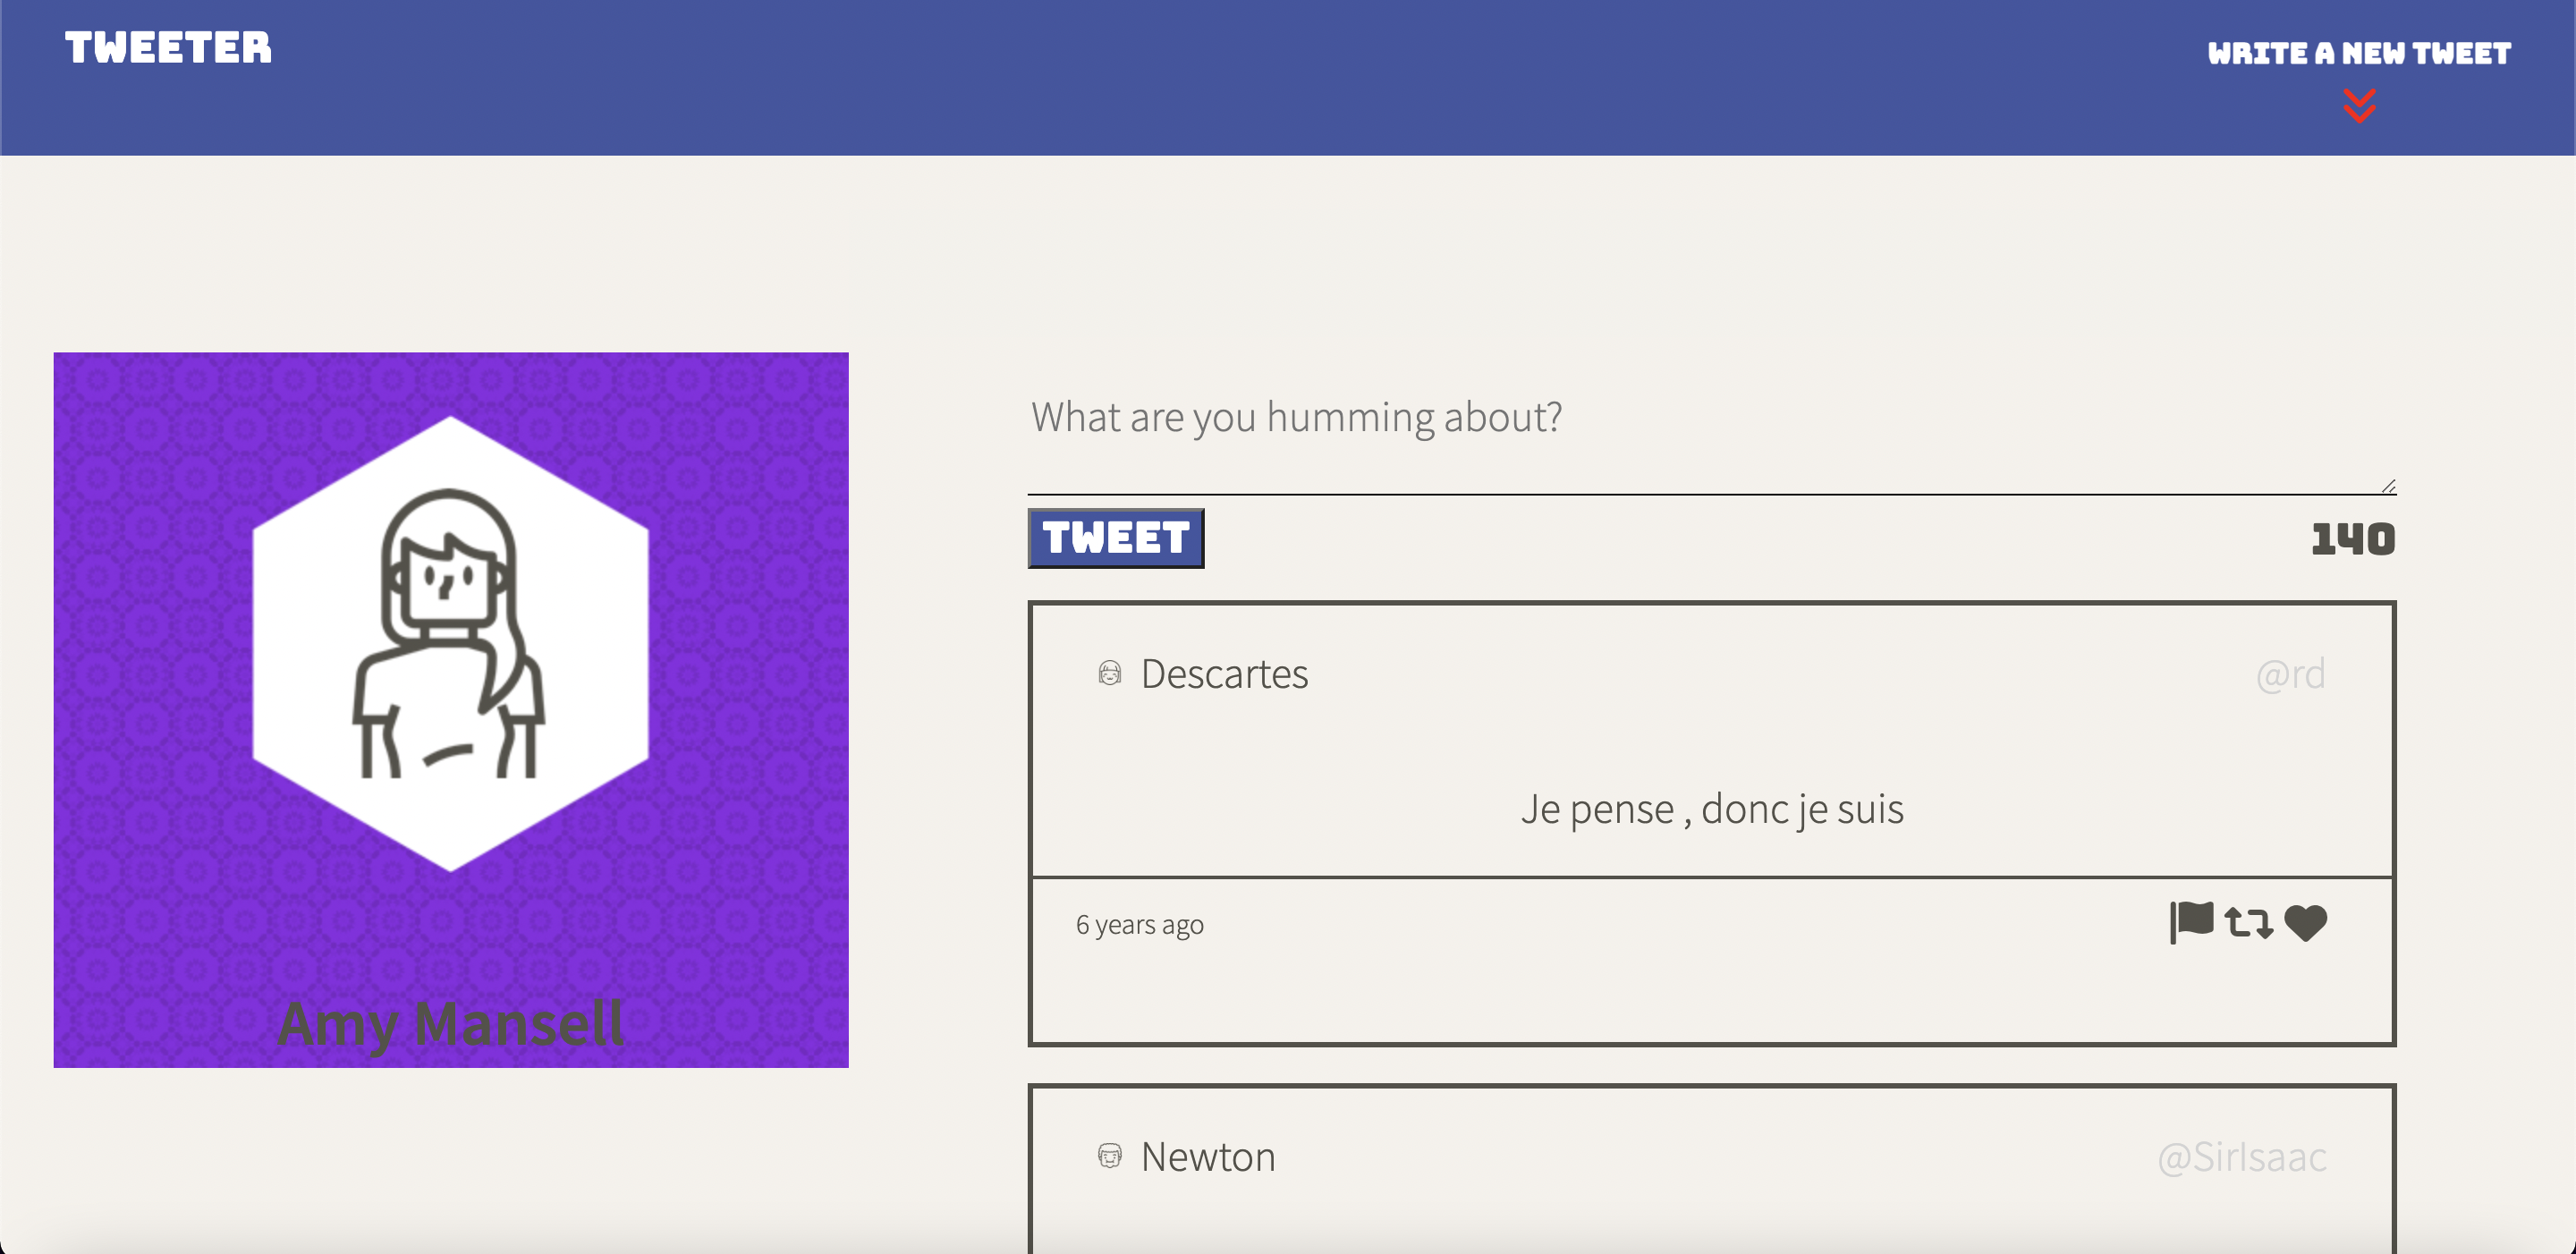 TWEETER
WRITE A NEW TWEET
Amy Mansell
What are you humming about?
TWEET
140
Descartes
@rd
Je pense , donc je suis
6 years ago
Newton
@SirIsaac